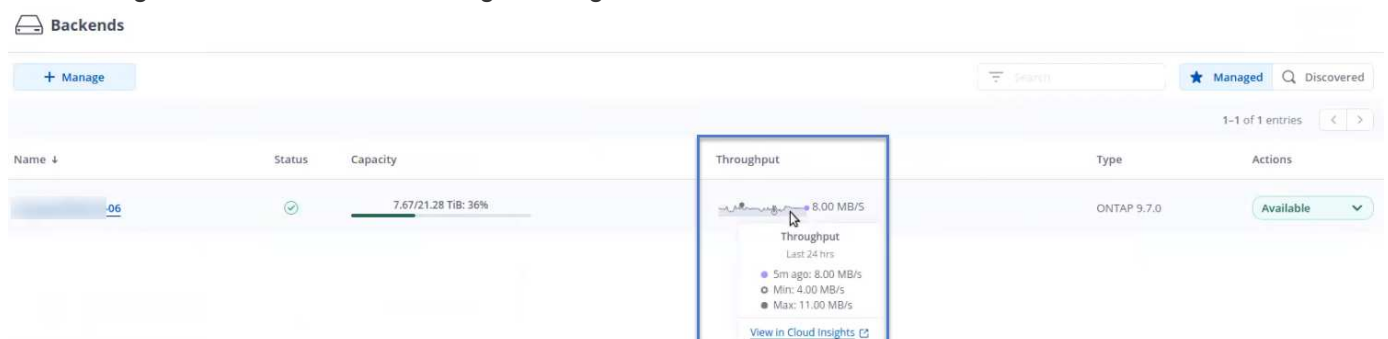 Backends
+ Manage
Search
Managed
Discovered
1–1 of 1 entries
Name ↓ Status Capacity Throughput Type Actions
-06 7.67/21.28 TiB: 36% 8.00 MB/S ONTAP 9.7.0 Available
Throughput
Last 24 hrs
5m ago: 8.00 MB/s
Min: 4.00 MB/s
Max: 11.00 MB/s
View in Cloud Insights